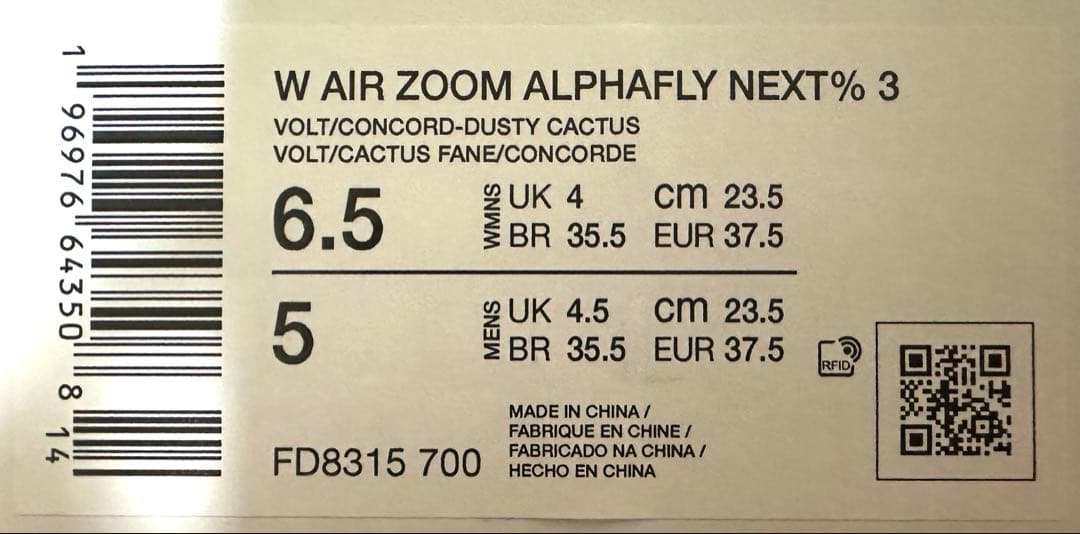 1 96976 64350 8 14
W AIR ZOOM ALPHAFLY NEXT% 3
VOLT/CONCORD-DUSTY CACTUS
VOLT/CACTUS FANE/CONCORDE
6.5 WMNS UK 4 cm 23.5
BR 35.5 EUR 37.5
5 MENS UK 4.5 cm 23.5
BR 35.5 EUR 37.5
RFID
MADE IN CHINA /
FABRIQUE EN CHINE /
FABRICADO NA CHINA /
HECHO EN CHINA
FD8315 700